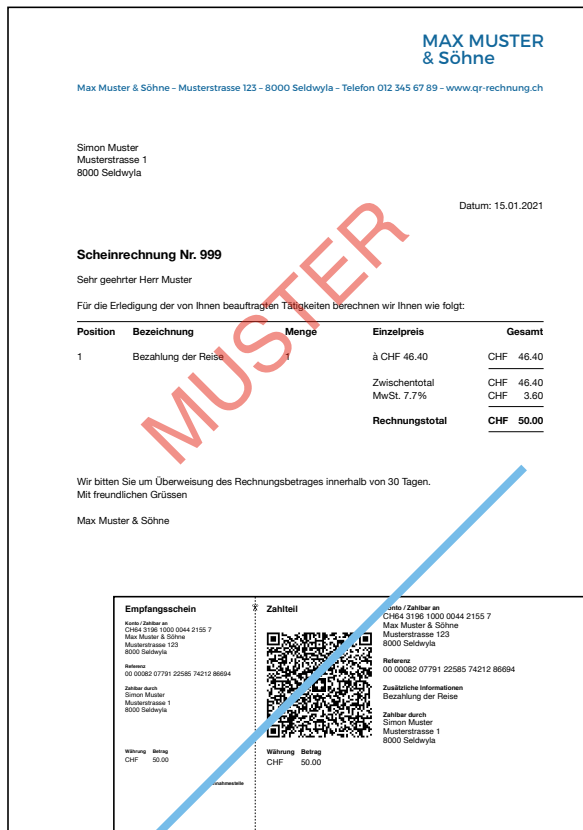 MAX MUSTER
& Söhne
Max Muster & Söhne – Musterstrasse 123 – 8000 Seldwyla – Telefon 012 345 67 89 – www.qr-rechnung.ch
Simon Muster
Musterstrasse 1
8000 Seldwyla
Datum: 15.01.2021
Scheinrechnung Nr. 999
Sehr geehrter Herr Muster
Für die Erledigung der von Ihnen beauftragten Tätigkeiten berechnen wir Ihnen wie folgt:
Position Bezeichnung Menge Einzelpreis Gesamt
1 Bezahlung der Reise 1 à CHF 46.40 CHF 46.40
Zwischentotal CHF 46.40
MwSt. 7.7% CHF 3.60
Rechnungstotal CHF 50.00
MUSTER
Wir bitten Sie um Überweisung des Rechnungsbetrages innerhalb von 30 Tagen.
Mit freundlichen Grüssen
Max Muster & Söhne
Empfangsschein
Konto / Zahlbar an
CH64 3196 1000 0044 2155 7
Max Muster & Söhne
Musterstrasse 123
8000 Seldwyla
Referenz
00 00082 07791 22585 74212 86694
Zahlbar durch
Simon Muster
Musterstrasse 1
8000 Seldwyla
Währung Betrag
CHF 50.00
Zahlteil
Währung Betrag
CHF 50.00
Konto / Zahlbar an
CH64 3196 1000 0044 2155 7
Max Muster & Söhne
Musterstrasse 123
8000 Seldwyla
Referenz
00 00082 07791 22585 74212 86694
Zusätzliche Informationen
Bezahlung der Reise
Zahlbar durch
Simon Muster
Musterstrasse 1
8000 Seldwyla